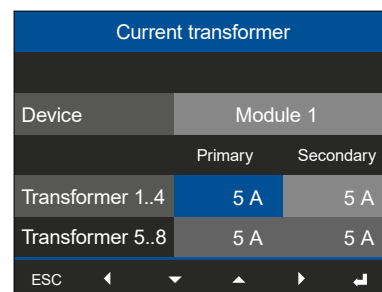 Current transformer
Device Module 1
Primary Secondary
Transformer 1..4 5 A 5 A
Transformer 5..8 5 A 5 A
ESC